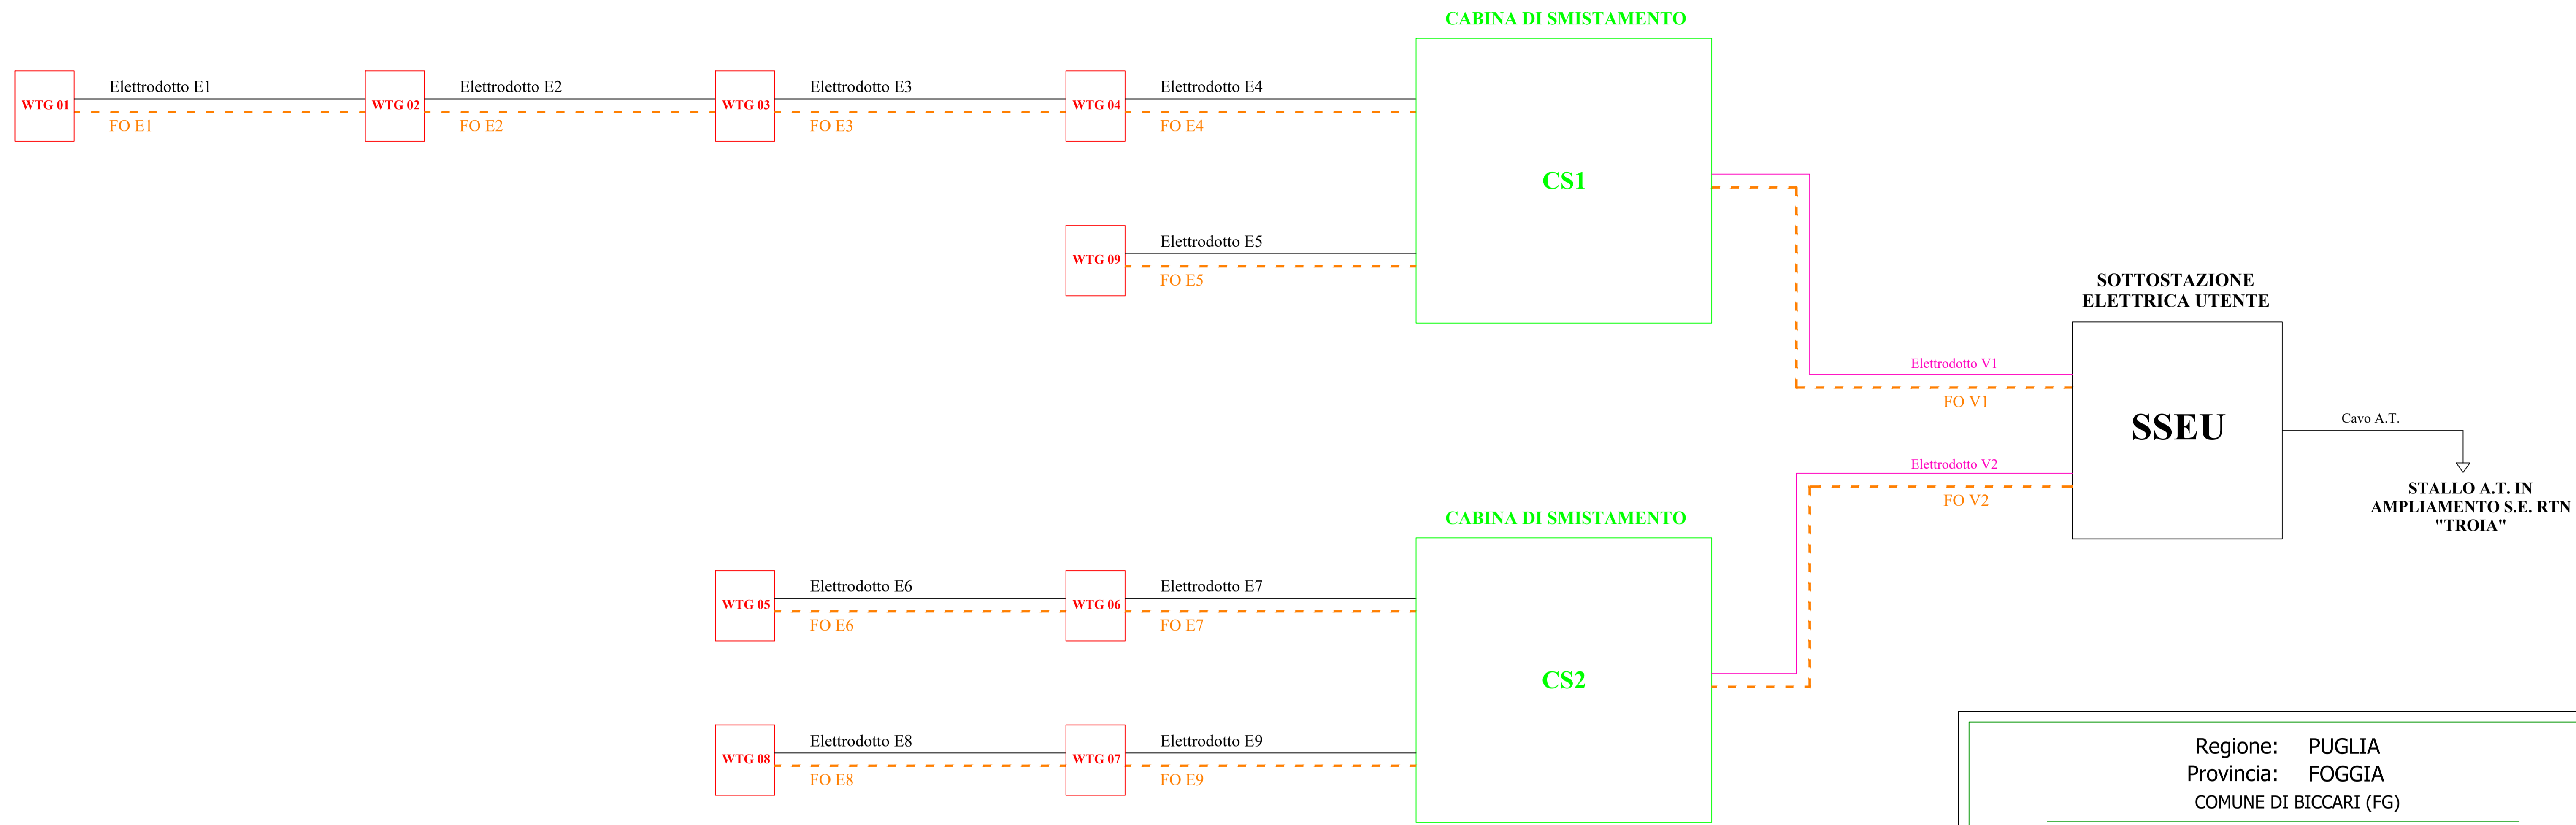 CABINA DI SMISTAMENTO
WTG 01
Elettrodotto E1
FO E1
WTG 02
Elettrodotto E2
FO E2
WTG 03
Elettrodotto E3
FO E3
WTG 04
Elettrodotto E4
FO E4
CS1
WTG 09
Elettrodotto E5
FO E5
SOTTOSTAZIONE
ELETTRICA UTENTE
Elettrodotto V1
FO V1
SSEU
Cavo A.T.
Elettrodotto V2
FO V2
STALLO A.T. IN
AMPLIAMENTO S.E. RTN
"TROIA"
CABINA DI SMISTAMENTO
WTG 05
Elettrodotto E6
FO E6
WTG 06
Elettrodotto E7
FO E7
CS2
WTG 08
Elettrodotto E8
FO E8
WTG 07
Elettrodotto E9
FO E9
Regione: PUGLIA
Provincia: FOGGIA
COMUNE DI BICCARI (FG)